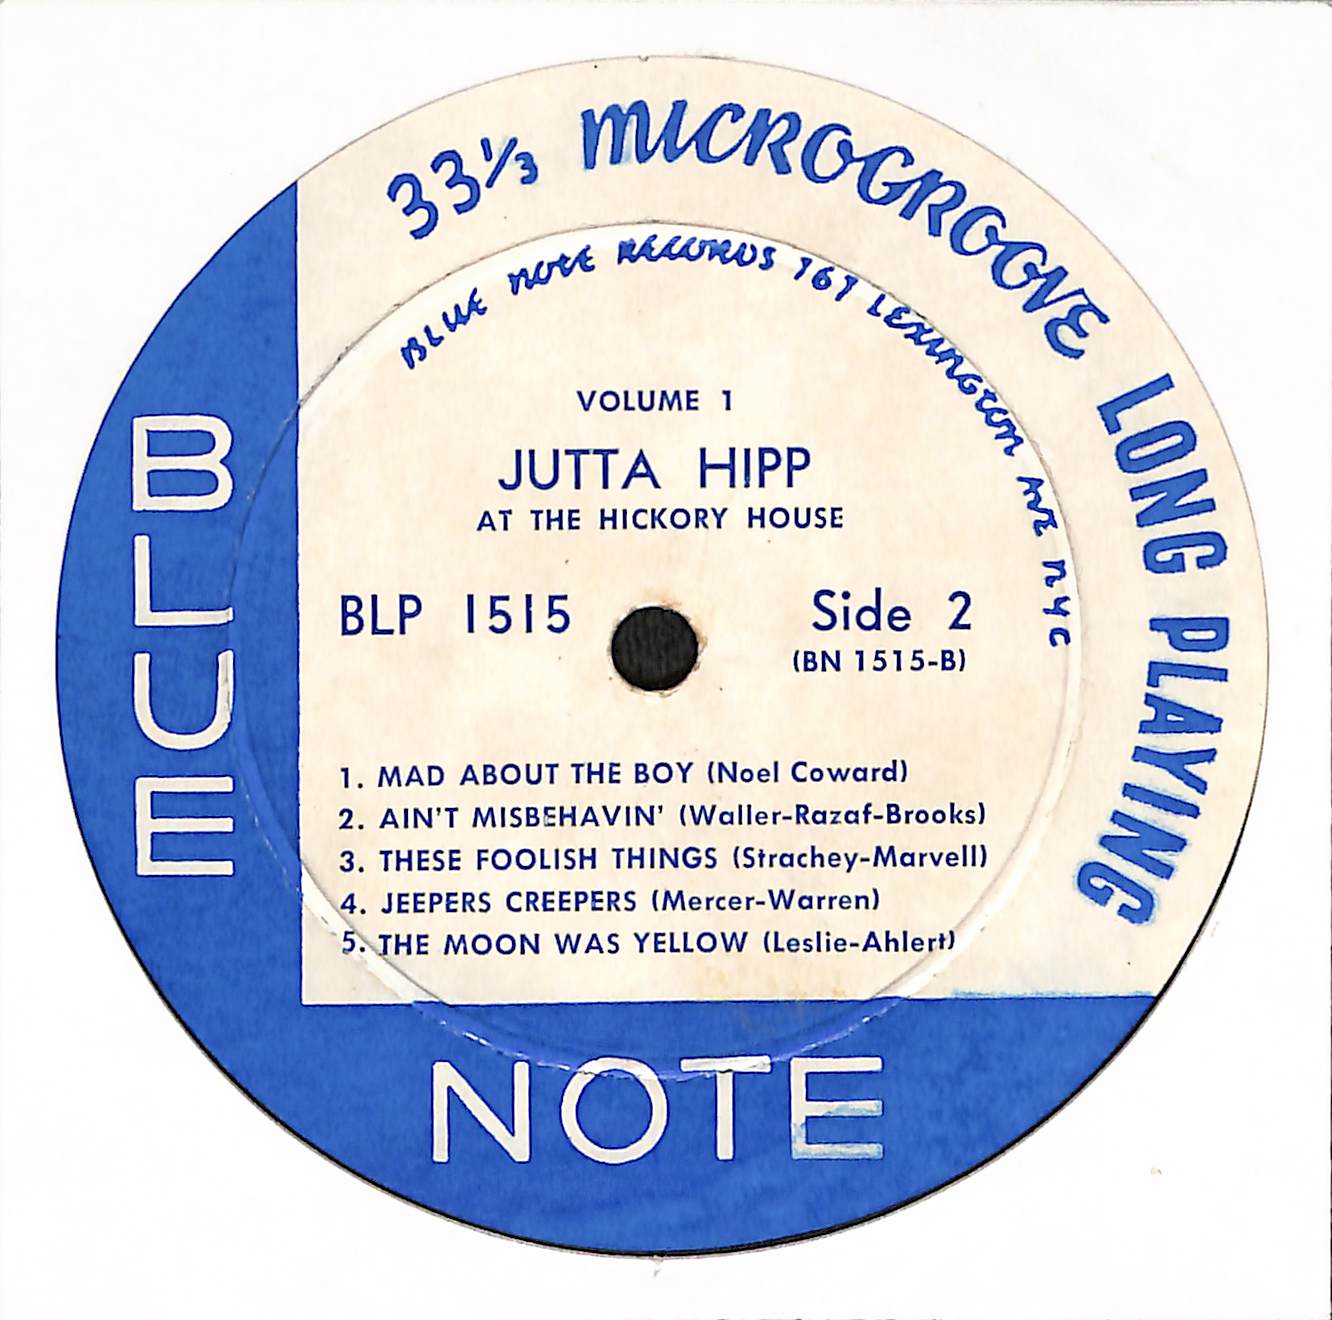 33⅓ MICROGROOVE LONG PLAYING
BLUE NOTE RECORDS 767 LEXINGTON AVE NYC
VOLUME 1
JUTTA HIPP
AT THE HICKORY HOUSE
BLP 1515
Side 2
(BN 1515-B)
1. MAD ABOUT THE BOY (Noel Coward)
2. AIN'T MISBEHAVIN' (Waller-Razaf-Brooks)
3. THESE FOOLISH THINGS (Strachey-Marvell)
4. JEEPERS CREEPERS (Mercer-Warren)
5. THE MOON WAS YELLOW (Leslie-Ahlert)
BLUE
NOTE